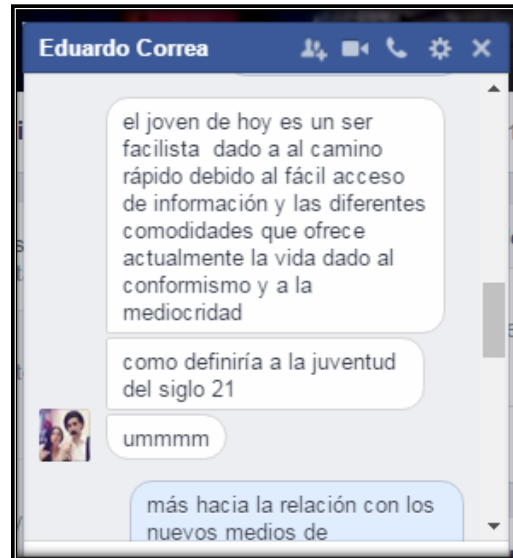 Eduardo Correa
el joven de hoy es un ser
facilista dado a al camino
rápido debido al fácil acceso
de información y las diferentes
comodidades que ofrece
actualmente la vida dado al
conformismo y a la
mediocridad
como definiría a la juventud
del siglo 21
ummmm
más hacia la relación con los
nuevos medios de